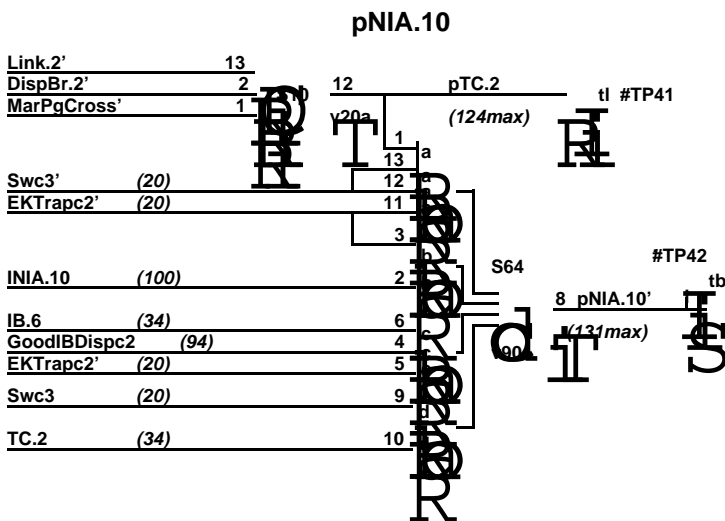 pNIA.10
Link.2' 13
DispBr.2' 2 12 pTC.2 tl #TP41
MarPgCross' 1 (124max)
1 a
13 a
Swc3' (20) 12
EKTrapc2' (20) 11
3
b
S64 #TP42
INIA.10 (100) 2 tb
8 pNIA.10'
IB.6 (34) 6 (131max)
GoodIBDispc2 (94) 4
EKTrapc2' (20) 5
Swc3 (20) 9
d
TC.2 (34) 10